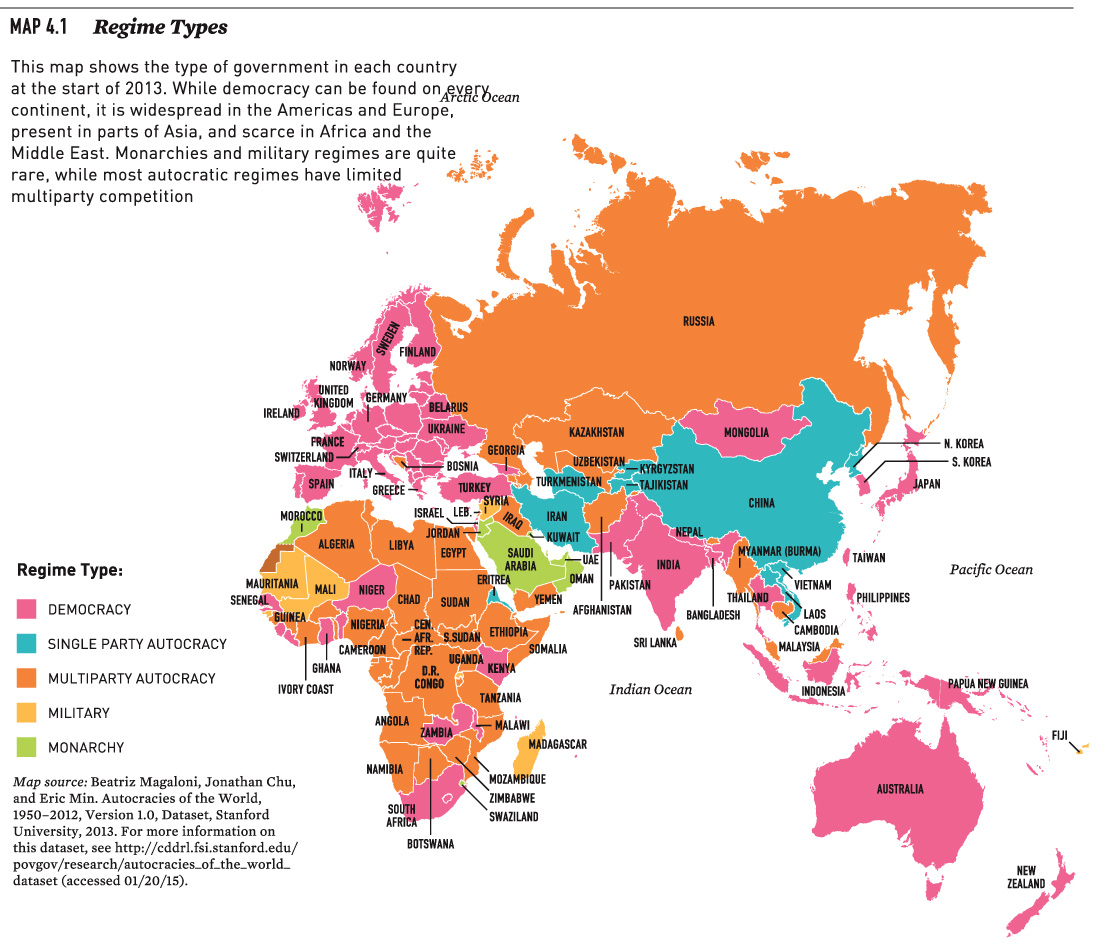 MAP 4.1 Regime Types
This map shows the type of government in each country
at the start of 2013. While democracy can be found on every
continent, it is widespread in the Americas and Europe,
present in parts of Asia, and scarce in Africa and the
Middle East. Monarchies and military regimes are quite
rare, while most autocratic regimes have limited
multiparty competition
Arctic Ocean
RUSSIA
SWEDEN
FINLAND
NORWAY
UNITED
KINGDOM
GERMANY
IRELAND
BELARUS
UKRAINE
FRANCE
SWITZERLAND
GEORGIA
KAZAKHSTAN
MONGOLIA
N. KOREA
S. KOREA
ITALY
BOSNIA
UZBEKISTAN
KYRGYZSTAN
SPAIN
GREECE
TURKEY
TURKMENISTAN
TAJIKISTAN
JAPAN
SYRIA
CHINA
MOROCCO
ISRAEL
LEB.
IRAQ
IRAN
JORDAN
KUWAIT
NEPAL
ALGERIA
LIBYA
EGYPT
SAUDI
ARABIA
UAE
INDIA
MYANMAR (BURMA)
TAIWAN
Pacific Ocean
MAURITANIA
MALI
NIGER
ERITREA
OMAN
PAKISTAN
VIETNAM
SENEGAL
CHAD
SUDAN
YEMEN
AFGHANISTAN
BANGLADESH
THAILAND
LAOS
PHILIPPINES
GUINEA
NIGERIA
CEN.
AFR.
REP.
S.SUDAN
ETHIOPIA
CAMBODIA
SRI LANKA
MALAYSIA
CAMEROON
UGANDA
SOMALIA
GHANA
KENYA
D.R.
CONGO
IVORY COAST
Indian Ocean
INDONESIA
PAPUA NEW GUINEA
TANZANIA
ANGOLA
ZAMBIA
MALAWI
MADAGASCAR
FIJI
NAMIBIA
MOZAMBIQUE
ZIMBABWE
SWAZILAND
SOUTH
AFRICA
BOTSWANA
AUSTRALIA
NEW
ZEALAND
Regime Type:
DEMOCRACY
SINGLE PARTY AUTOCRACY
MULTIPARTY AUTOCRACY
MILITARY
MONARCHY
Map source: Beatriz Magaloni, Jonathan Chu,
and Eric Min. Autocracies of the World,
1950–2012, Version 1.0, Dataset, Stanford
University, 2013. For more information on
this dataset, see http://cddrl.fsi.stanford.edu/
povgov/research/autocracies_of_the_world_
dataset (accessed 01/20/15).